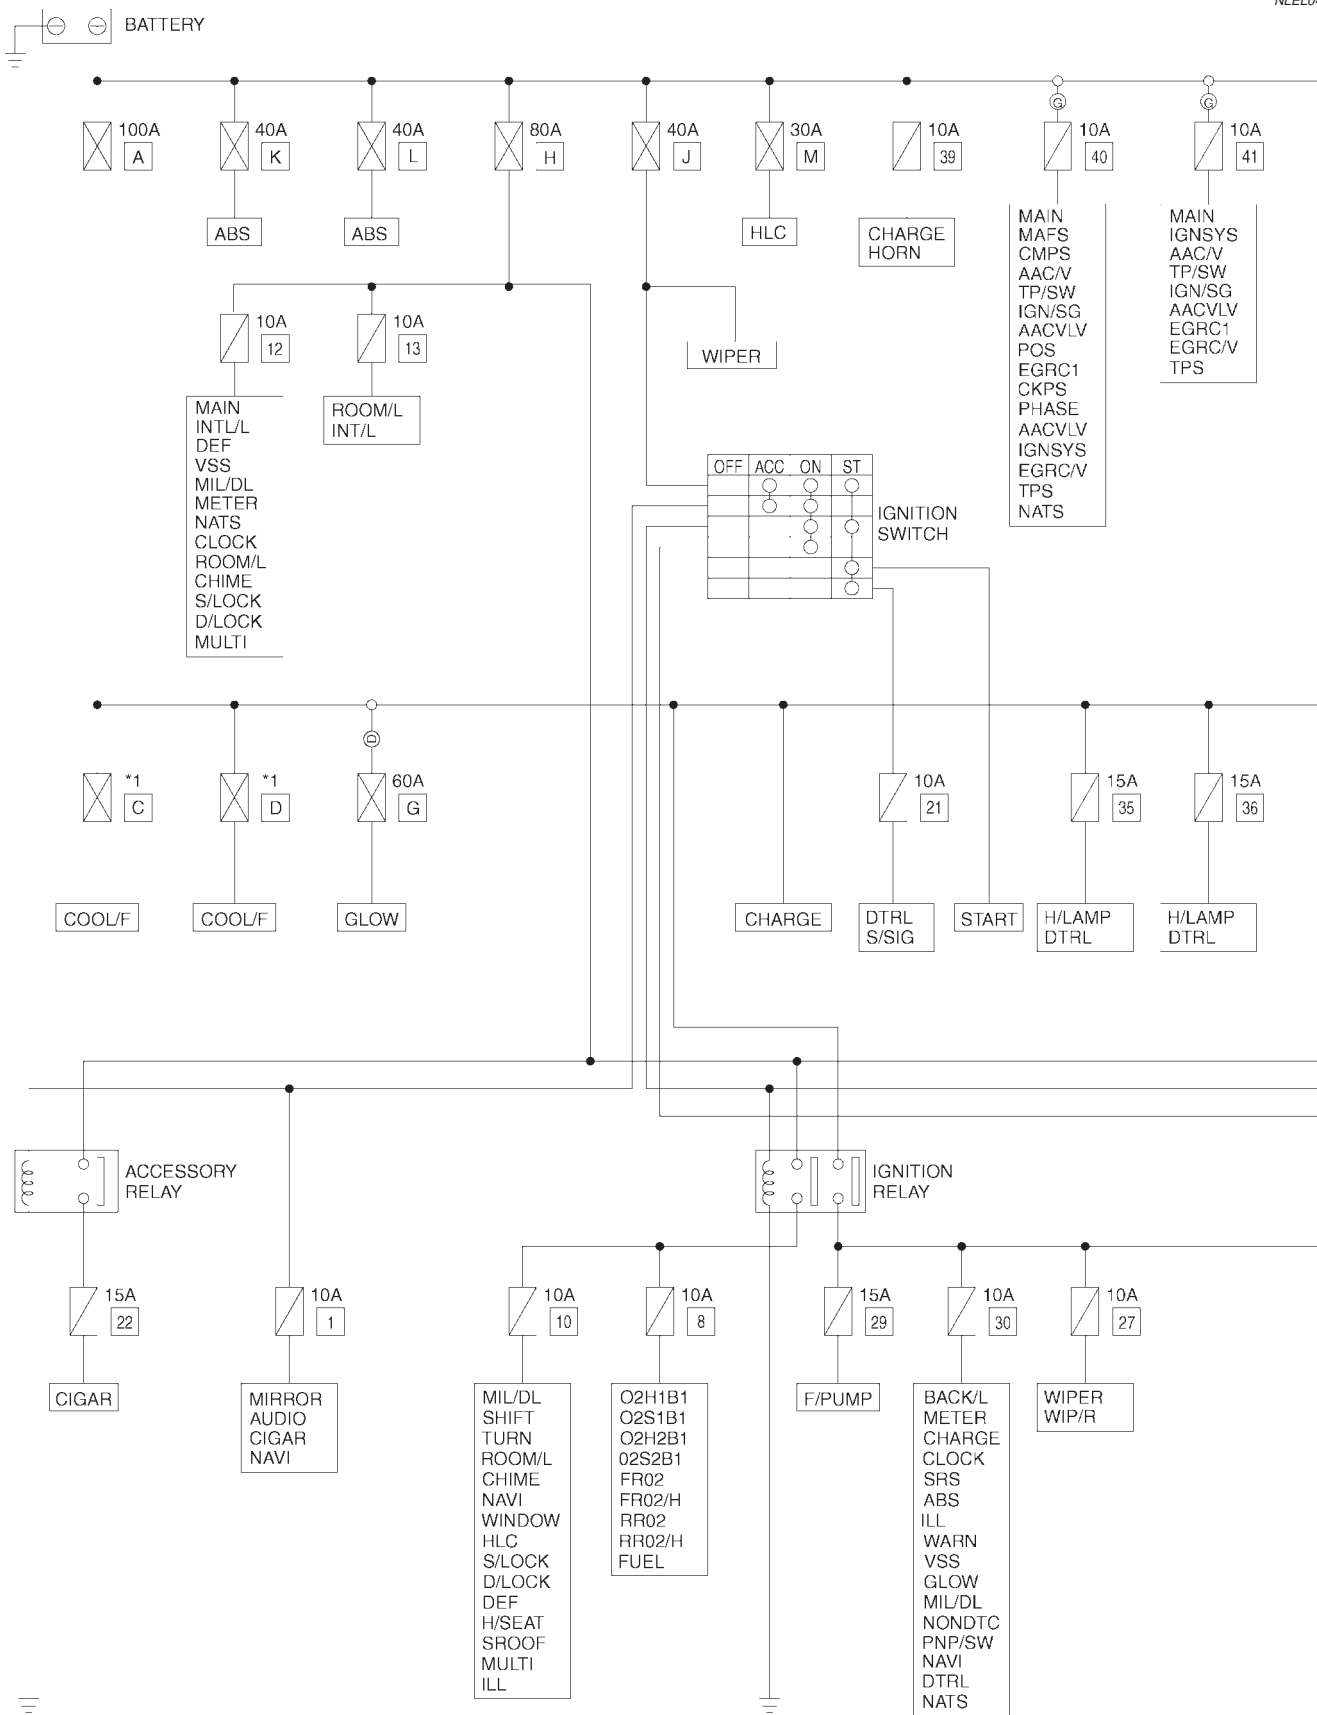 BATTERY
100A
A
40A
K
40A
L
80A
H
40A
J
30A
M
10A
39
G
10A
40
G
10A
41
ABS
ABS
HLC
CHARGE
HORN
MAIN
MAFS
CMPS
AAC/V
TP/SW
IGN/SG
AACVLV
POS
EGRC1
CKPS
PHASE
AACVLV
IGNSYS
EGRC/V
TPS
NATS
MAIN
IGNSYS
AAC/V
TP/SW
IGN/SG
AACVLV
EGRC1
EGRC/V
TPS
10A
12
10A
13
WIPER
MAIN
INTL/L
DEF
VSS
MIL/DL
METER
NATS
CLOCK
ROOM/L
CHIME
S/LOCK
D/LOCK
MULTI
ROOM/L
INT/L
OFF ACC ON ST
IGNITION
SWITCH
*1
C
*1
D
D
60A
G
10A
21
15A
35
15A
36
COOL/F
COOL/F
GLOW
CHARGE
DTRL
S/SIG
START
H/LAMP
DTRL
H/LAMP
DTRL
ACCESSORY
RELAY
IGNITION
RELAY
15A
22
10A
1
10A
10
10A
8
15A
29
10A
30
10A
27
CIGAR
MIRROR
AUDIO
CIGAR
NAVI
MIL/DL
SHIFT
TURN
ROOM/L
CHIME
NAVI
WINDOW
HLC
S/LOCK
D/LOCK
DEF
H/SEAT
SROOF
MULTI
ILL
O2H1B1
O2S1B1
O2H2B1
02S2B1
FR02
FR02/H
RR02
RR02/H
FUEL
F/PUMP
BACK/L
METER
CHARGE
CLOCK
SRS
ABS
ILL
WARN
VSS
GLOW
MIL/DL
NONDTC
PNP/SW
NAVI
DTRL
NATS
WIPER
WIP/R